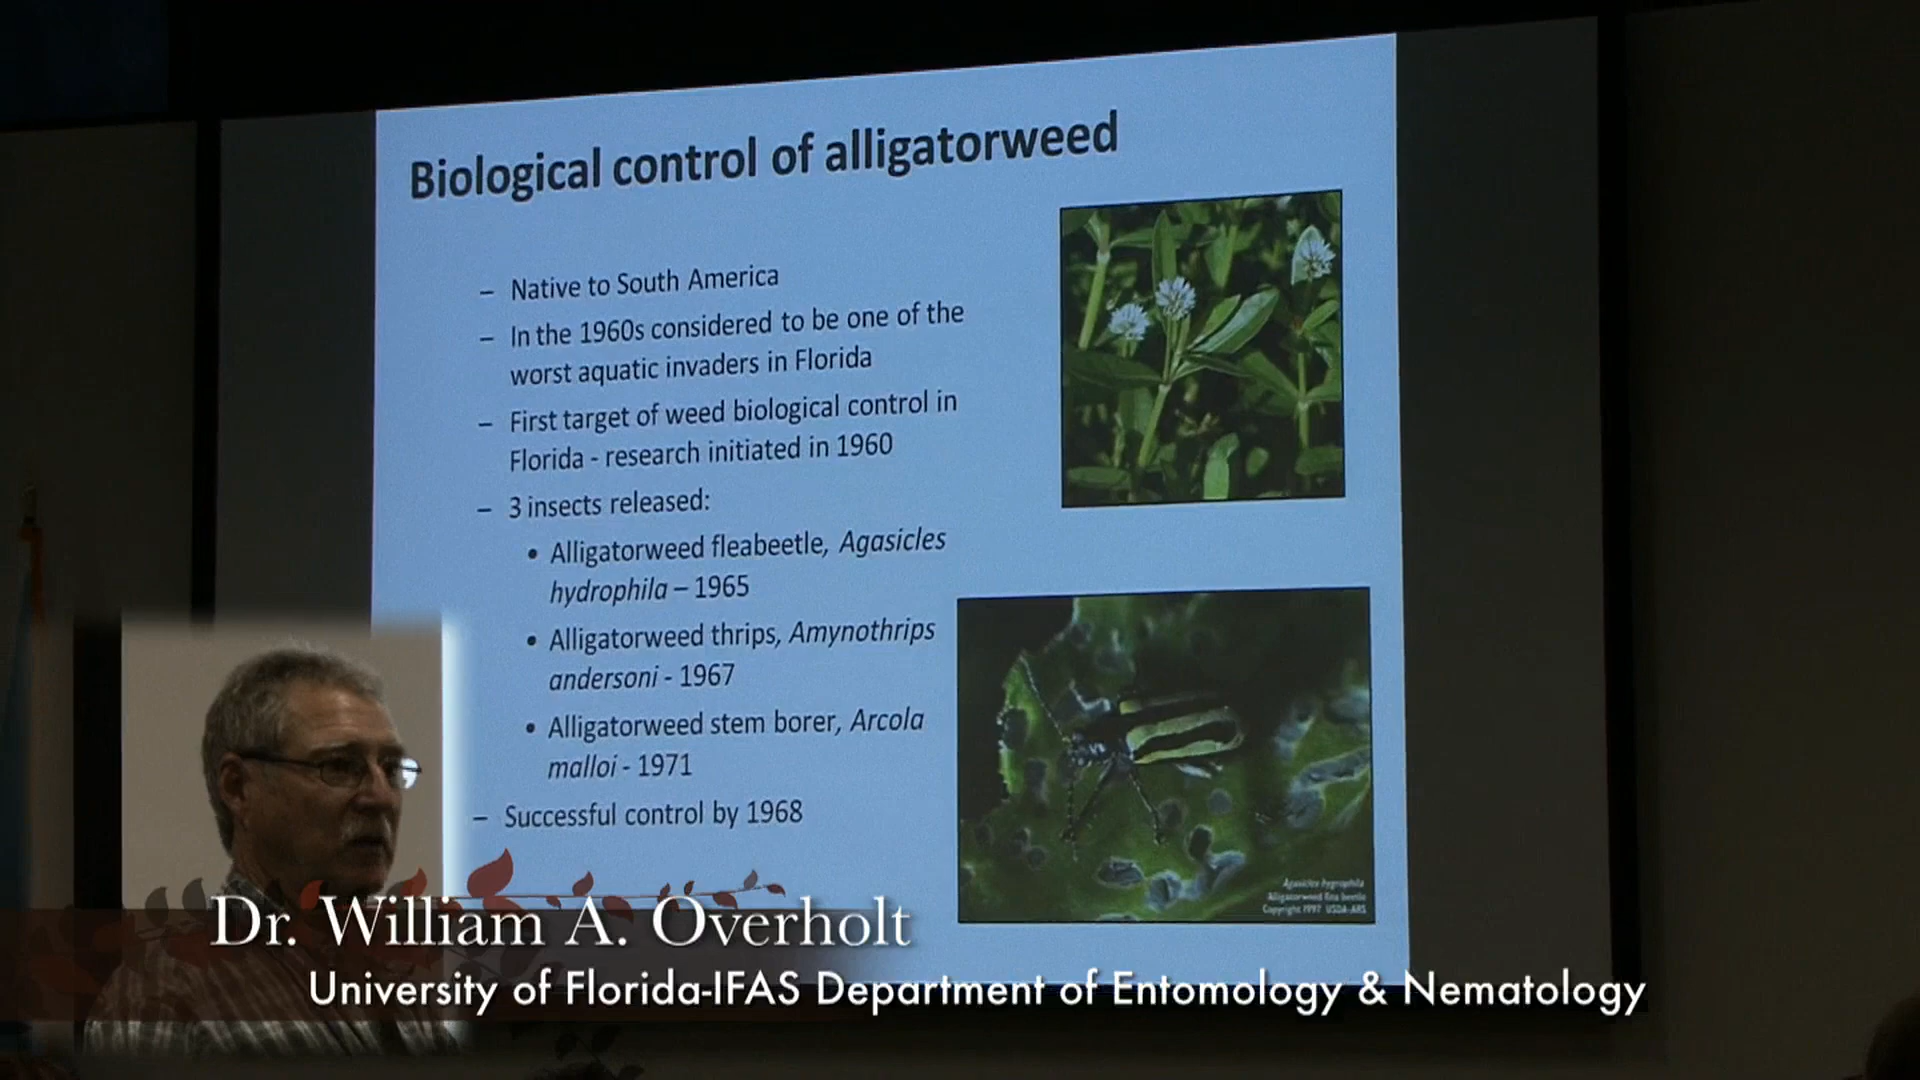 Biological control of alligatorweed
– Native to South America
– In the 1960s considered to be one of the
worst aquatic invaders in Florida
– First target of weed biological control in
Florida - research initiated in 1960
– 3 insects released:
• Alligatorweed fleabeetle, Agasicles
hydrophila – 1965
• Alligatorweed thrips, Amynothrips
andersoni - 1967
• Alligatorweed stem borer, Arcola
malloi - 1971
– Successful control by 1968
Agasicles hygrophila
Alligatorweed flea beetle
Copyright 1997 USDA-ARS
Dr. William A. Overholt
University of Florida-IFAS Department of Entomology & Nematology